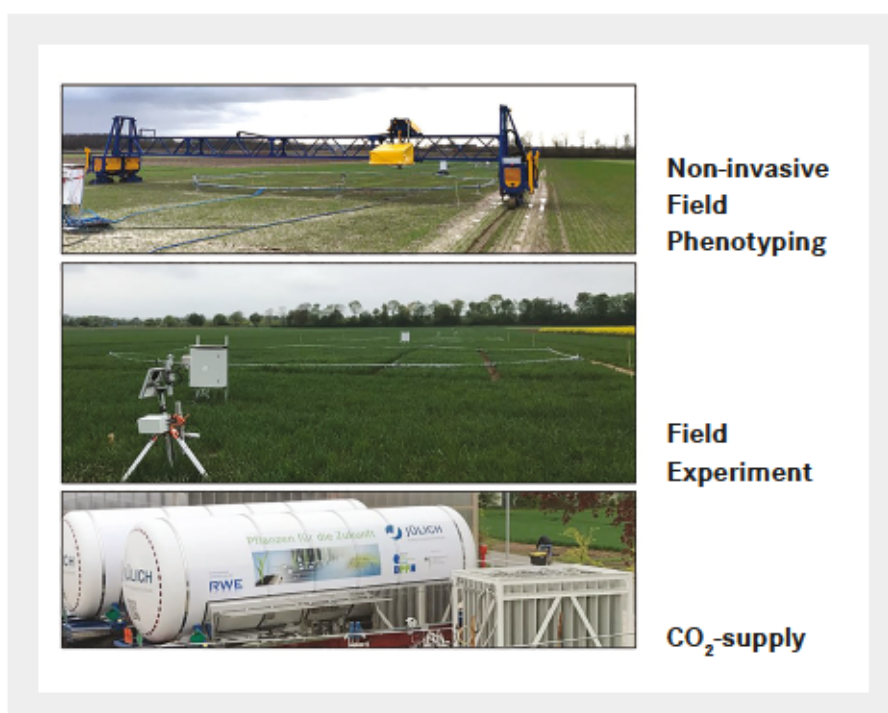 Non-invasive
Field
Phenotyping
Field
Experiment
Pflanzen für die Zukunft
JÜLICH
JÜLICH
RWE
CO₂-supply